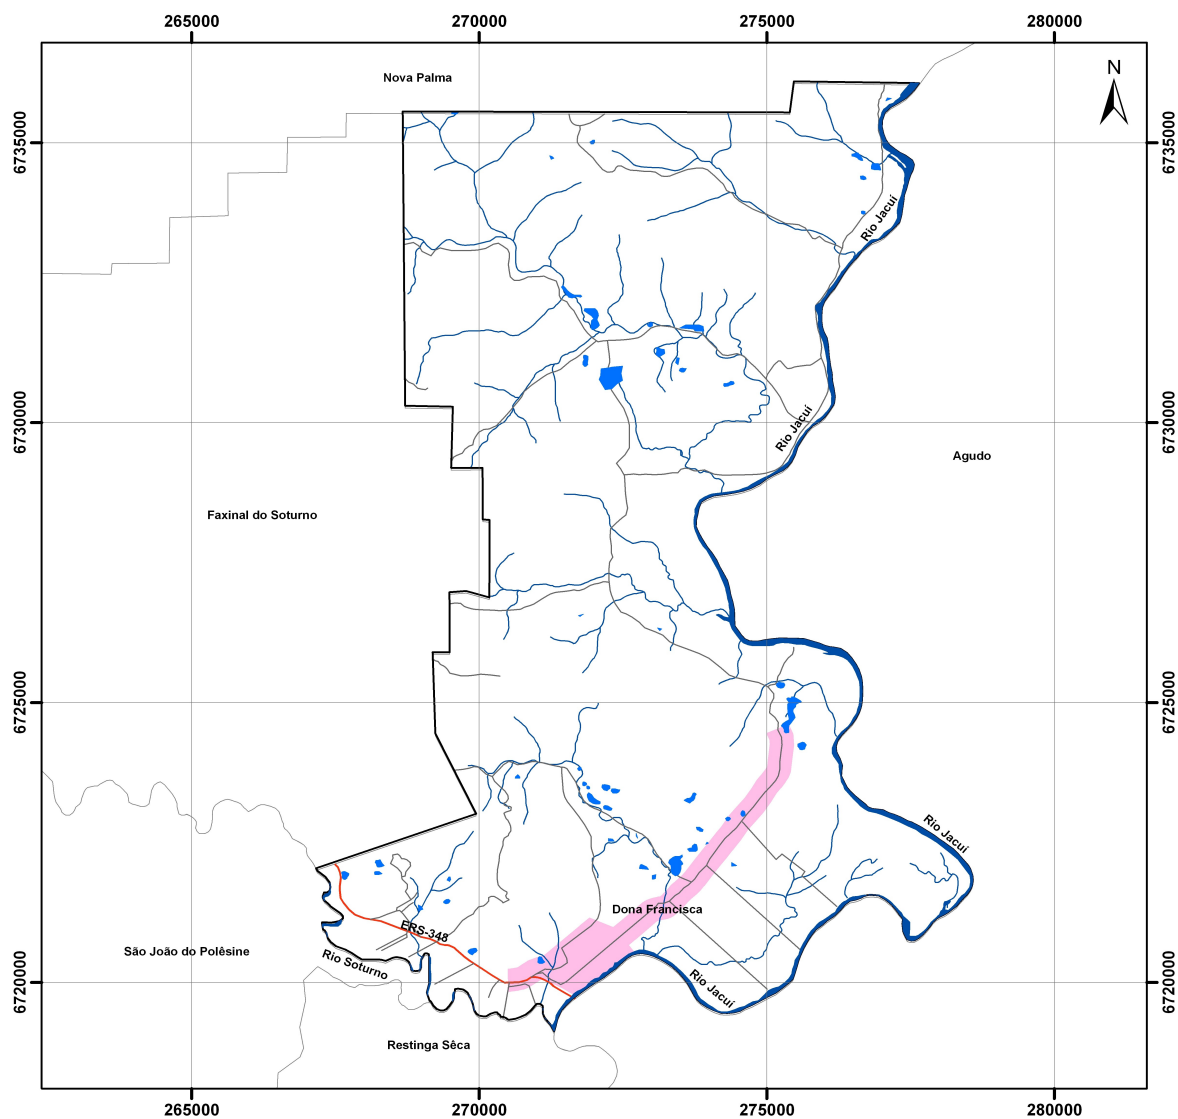 265000
270000
275000
280000
N
Nova Palma
6735000
6735000
Rio Jacuí
6730000
6730000
Rio Jacuí
Agudo
Faxinal do Soturno
6725000
6725000
Rio Jacuí
Dona Francisca
ERS-348
São João do Polêsine
Rio Soturno
Rio Jacuí
6720000
6720000
Restinga Sêca
265000
270000
275000
280000